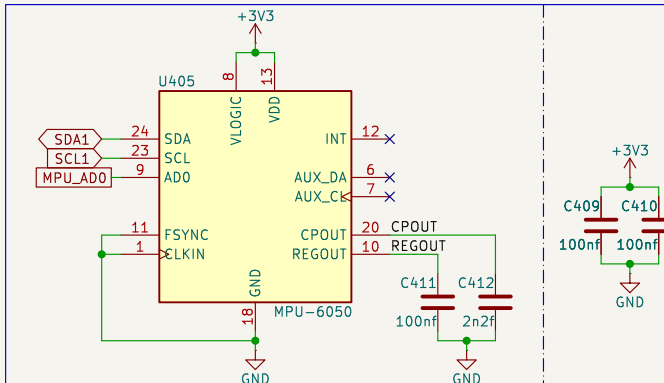 +3V3
U405
8
13
VLOGIC
VDD
SDA1
24
SDA
INT
12
SCL1
23
SCL
MPU_AD0
9
AD0
AUX_DA
6
AUX_CL
7
11
FSYNC
CPOUT
20
CPOUT
1
CLKIN
REGOUT
10
REGOUT
GND
18
MPU-6050
C411
C412
100nf
2n2f
GND
GND
+3V3
C409
C410
100nf
100nf
GND